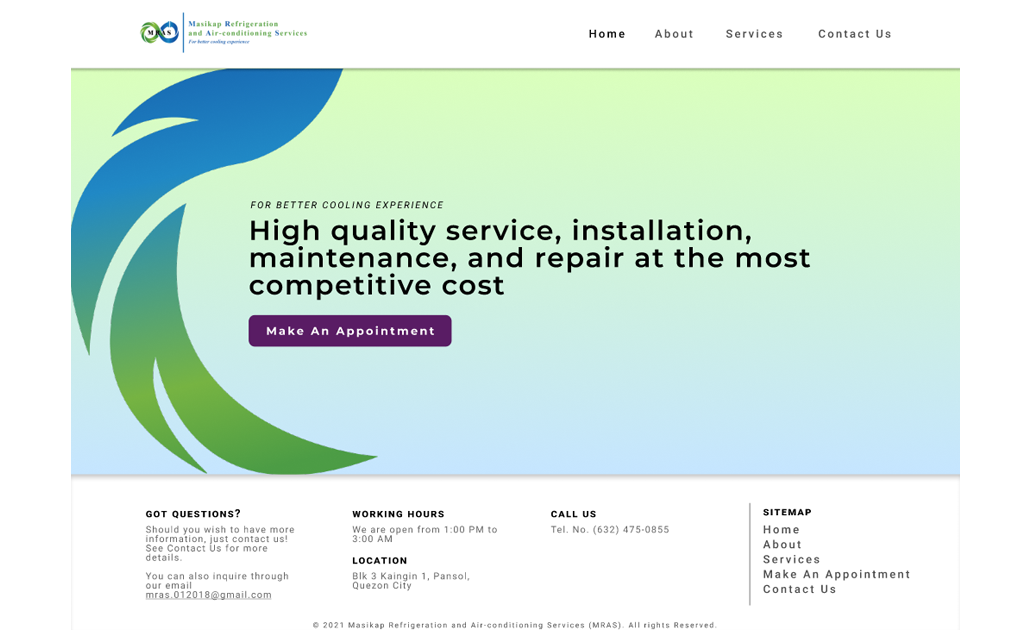 MRAS
Masikap Refrigeration
and Air-conditioning Services
For better cooling experience
Home About Services Contact Us
FOR BETTER COOLING EXPERIENCE
High quality service, installation,
maintenance, and repair at the most
competitive cost
Make An Appointment
GOT QUESTIONS?
Should you wish to have more
information, just contact us!
See Contact Us for more
details.
You can also inquire through
our email
mras.012018@gmail.com
WORKING HOURS
We are open from 1:00 PM to
3:00 AM
LOCATION
Blk 3 Kaingin 1, Pansol,
Quezon City
CALL US
Tel. No. (632) 475-0855
SITEMAP
Home
About
Services
Make An Appointment
Contact Us
© 2021 Masikap Refrigeration and Air-conditioning Services (MRAS). All rights Reserved.